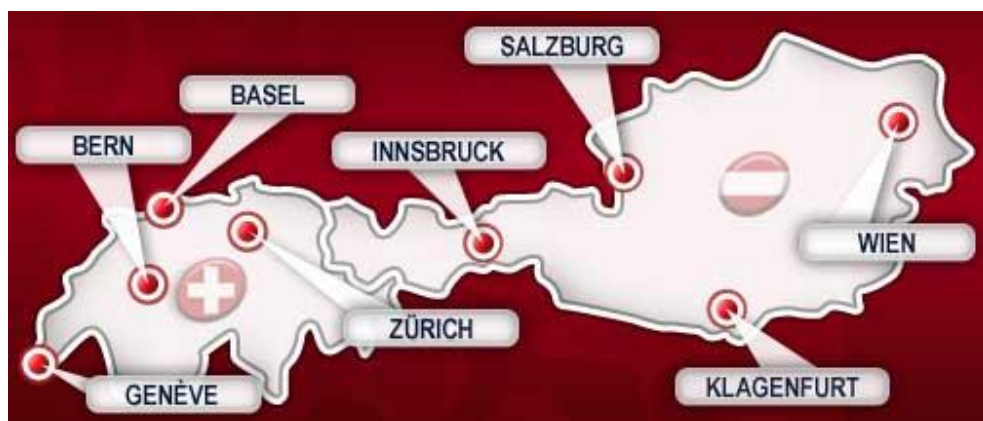 SALZBURG
BASEL
BERN
INNSBRUCK
WIEN
ZÜRICH
KLAGENFURT
GENÈVE